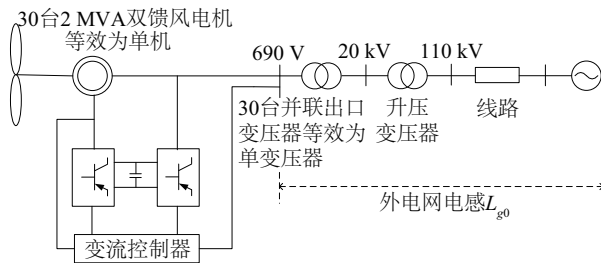 30台2 MVA双馈风电机
等效为单机
690 V
20 kV
110 kV
30台并联出口
变压器等效为
单变压器
升压
变压器
线路
外电网电感Lg0
变流控制器